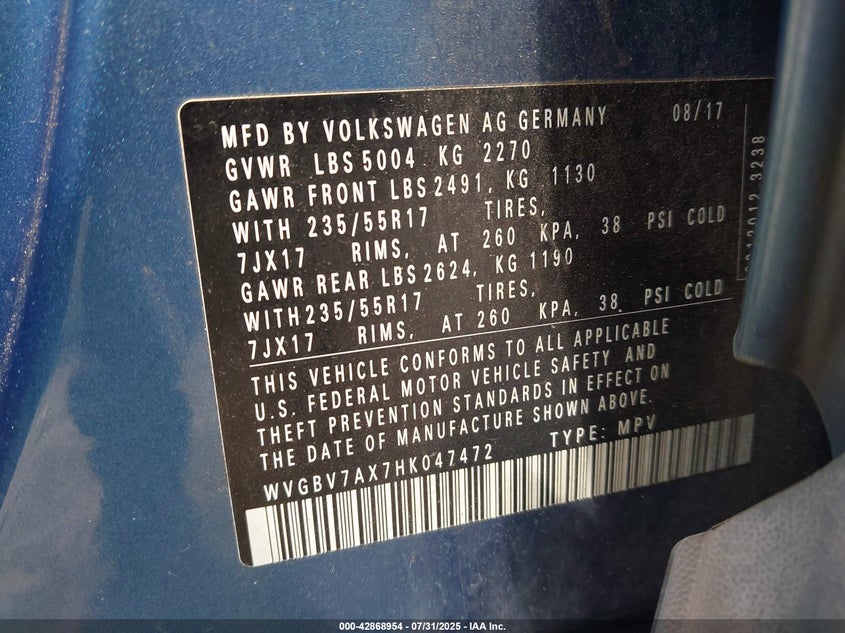 MFD BY VOLKSWAGEN AG GERMANY 08/17
GVWR LBS 5004 KG 2270
GAWR FRONT LBS 2491, KG 1130
WITH 235/55R17 TIRES,
7JX17 RIMS, AT 260 KPA, 38 PSI COLD
GAWR REAR LBS 2624, KG 1190
WITH 235/55R17 TIRES,
7JX17 RIMS, AT 260 KPA, 38 PSI COLD
THIS VEHICLE CONFORMS TO ALL APPLICABLE
U.S. FEDERAL MOTOR VEHICLE SAFETY AND
THEFT PREVENTION STANDARDS IN EFFECT ON
THE DATE OF MANUFACTURE SHOWN ABOVE.
WVGBV7AX7HK047472 TYPE: MPV
3238
000-42868954 / 07/31/2025 - IAA Inc.